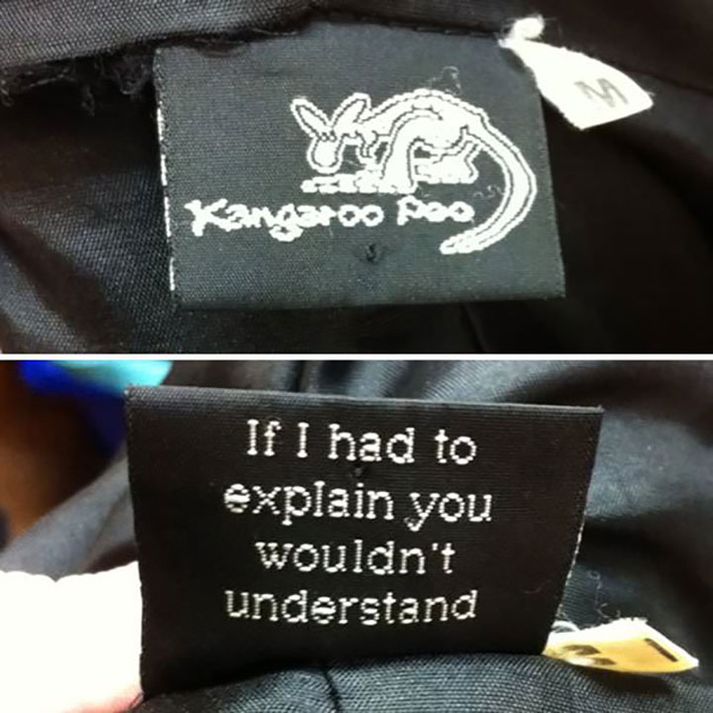 M
Kangaroo Poo
If I had to
explain you
wouldn't
understand
M